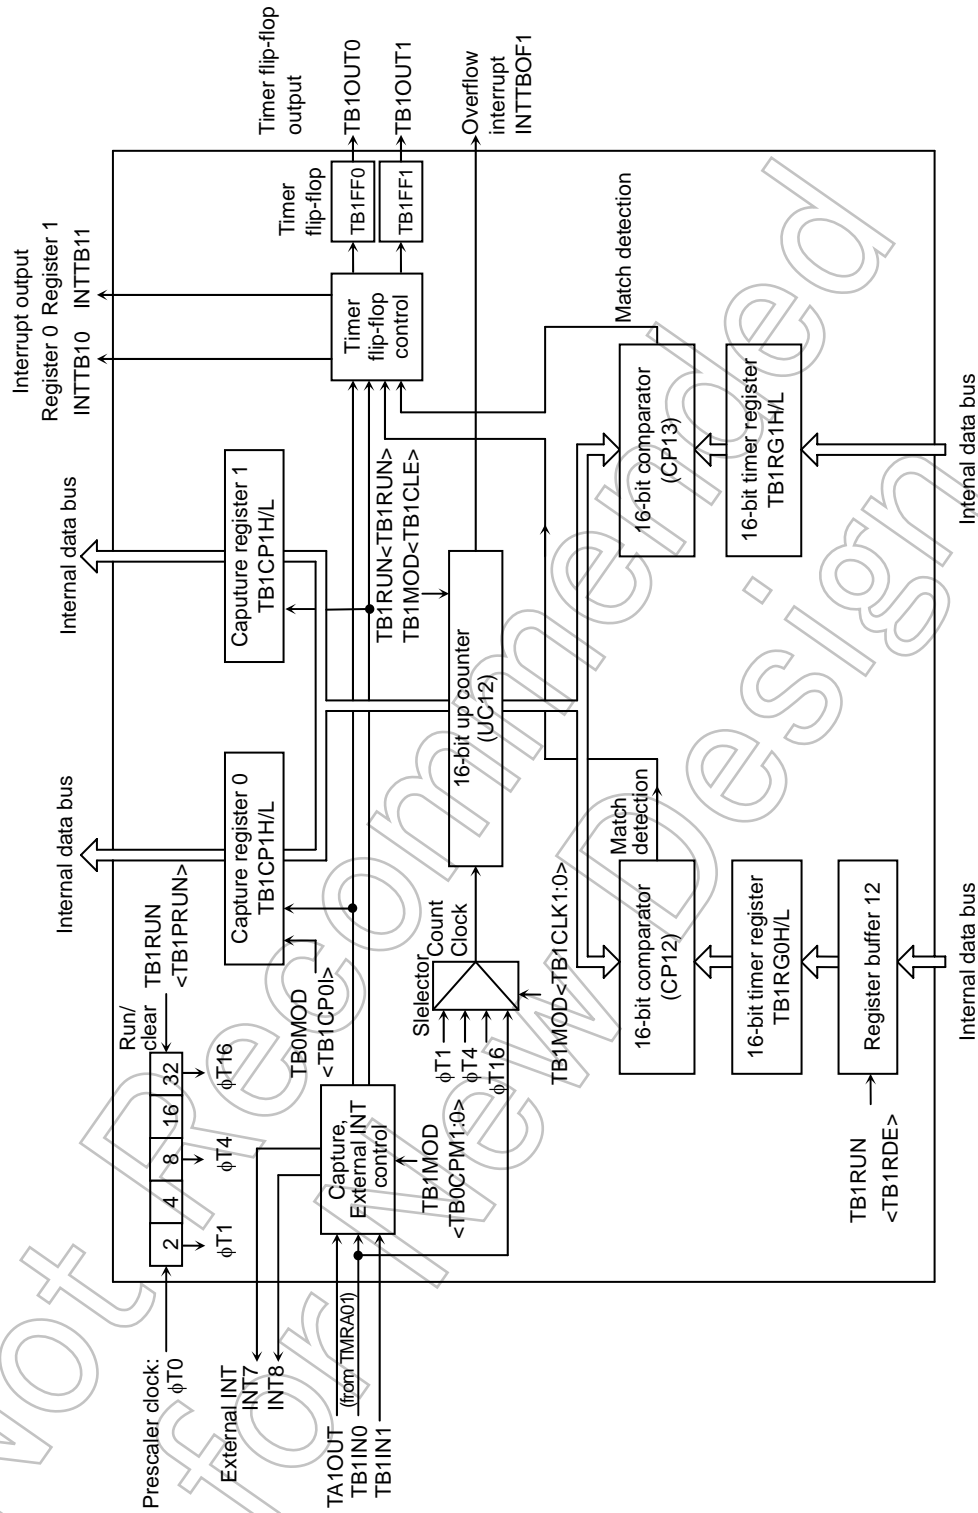 Prescaler clock:
ϕT0
2
4
8
16
32
ϕT1
ϕT4
ϕT16
Run/
clear
TB1RUN
<TB1PRUN>
Internal data bus
Internal data bus
Interrupt output
Register 0
Register 1
INTTB10
INTTB11
External INT
INT7
INT8
TA1OUT
(from TMRA01)
TB1IN0
TB1IN1
Capture,
External INT
control
TB1MOD
<TB0CPM1:0>
TB0MOD
<TB1CP0I>
Capture register 0
TB1CP1H/L
Caputure register 1
TB1CP1H/L
Timer
flip-flop
control
Timer
flip-flop
TB1FF0
TB1FF1
Timer flip-flop
output
TB1OUT0
TB1OUT1
TB1RUN<TB1RUN>
TB1MOD<TB1CLE>
Slelector
ϕT1
ϕT4
ϕT16
Count
Clock
TB1MOD<TB1CLK1:0>
16-bit up counter
(UC12)
Overflow
interrupt
INTTBOF1
Match
detection
Match detection
16-bit comparator
(CP12)
16-bit comparator
(CP13)
16-bit timer register
TB1RG0H/L
16-bit timer register
TB1RG1H/L
Register buffer 12
TB1RUN
<TB1RDE>
Internal data bus
Intenal data bus
Not Recommended
for New Design